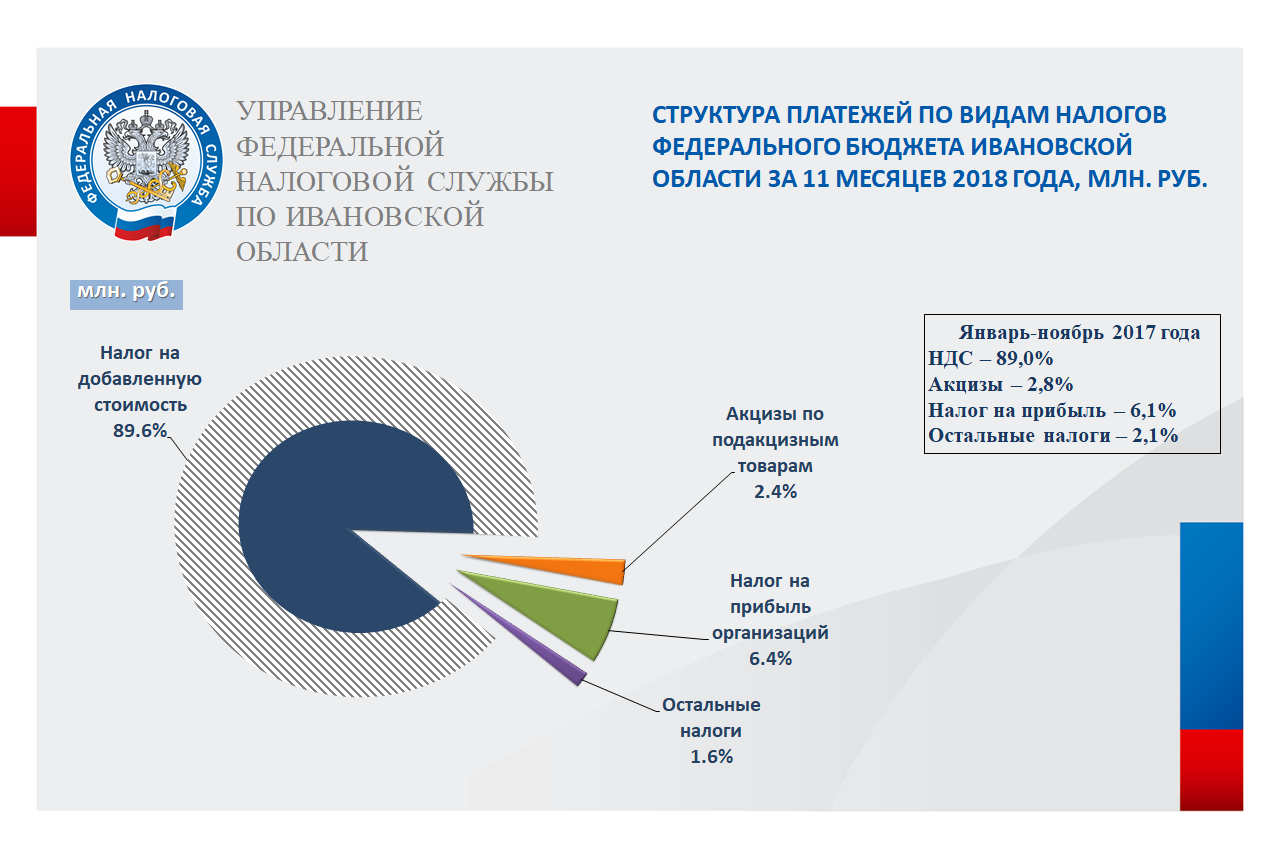 ФЕДЕРАЛЬНАЯ НАЛОГОВАЯ СЛУЖБА
УПРАВЛЕНИЕ
ФЕДЕРАЛЬНОЙ
НАЛОГОВОЙ СЛУЖБЫ
ПО ИВАНОВСКОЙ
ОБЛАСТИ
СТРУКТУРА ПЛАТЕЖЕЙ ПО ВИДАМ НАЛОГОВ
ФЕДЕРАЛЬНОГО БЮДЖЕТА ИВАНОВСКОЙ
ОБЛАСТИ ЗА 11 МЕСЯЦЕВ 2018 ГОДА, МЛН. РУБ.
млн. руб.
Январь-ноябрь 2017 года
НДС – 89,0%
Акцизы – 2,8%
Налог на прибыль – 6,1%
Остальные налоги – 2,1%
Налог на
добавленную
стоимость
89.6%
Акцизы по
подакцизным
товарам
2.4%
Налог на
прибыль
организаций
6.4%
Остальные
налоги
1.6%